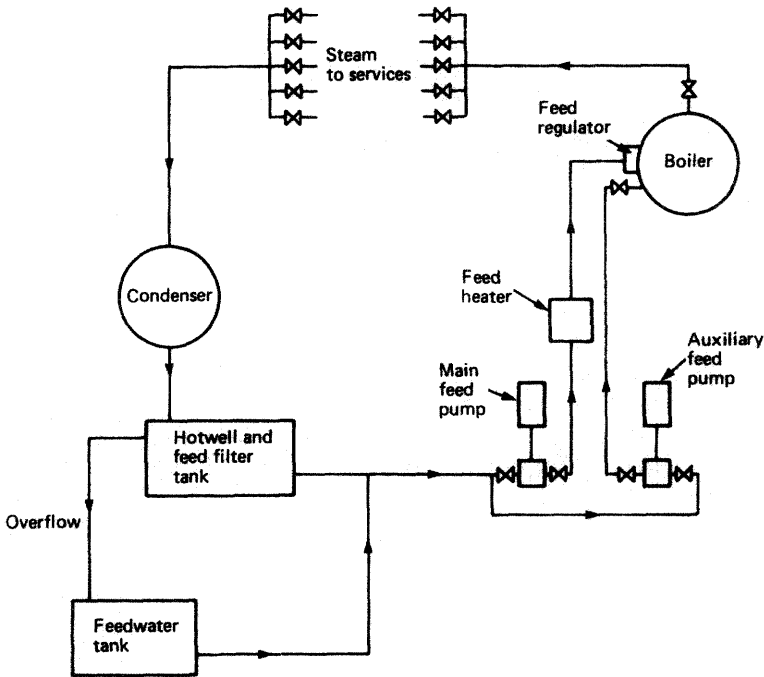 Steam
to services
Feed
regulator
Boiler
Condenser
Feed
heater
Main
feed
pump
Auxiliary
feed
pump
Hotwell and
feed filter
tank
Overflow
Feedwater
tank